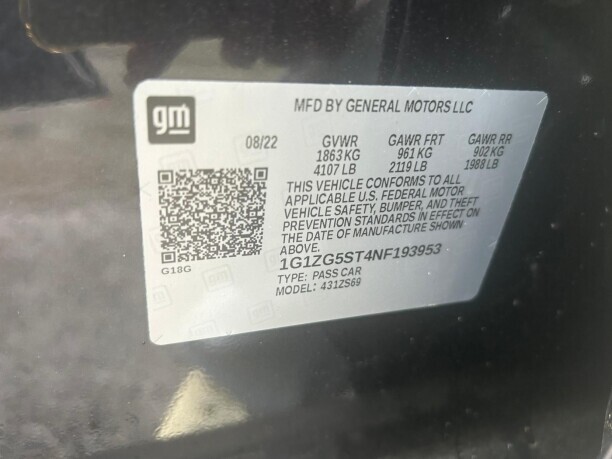 gm
MFD BY GENERAL MOTORS LLC
08/22 GVWR GAWR FRT GAWR RR
1863 KG 961 KG 902 KG
4107 LB 2119 LB 1988 LB
THIS VEHICLE CONFORMS TO ALL
APPLICABLE U.S. FEDERAL MOTOR
VEHICLE SAFETY, BUMPER, AND THEFT
PREVENTION STANDARDS IN EFFECT ON
THE DATE OF MANUFACTURE SHOWN
ABOVE.
G18G
1G1ZG5ST4NF193953
TYPE: PASS CAR
MODEL: 431ZS69